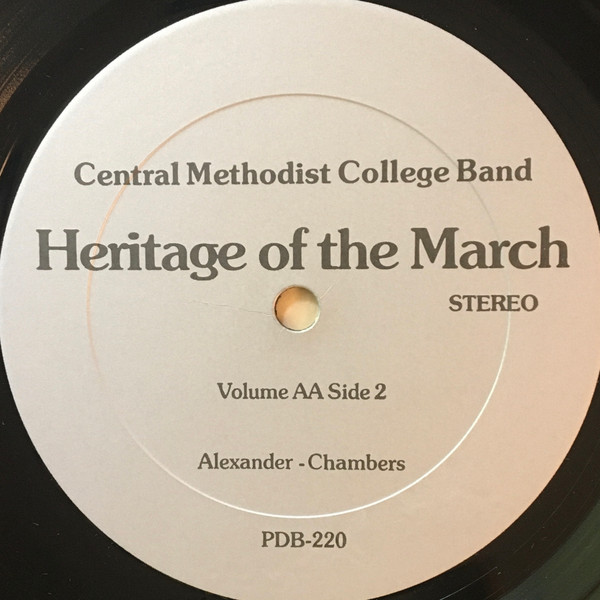 Central Methodist College Band
Heritage of the March
STEREO
Volume AA Side 2
Alexander - Chambers
PDB-220